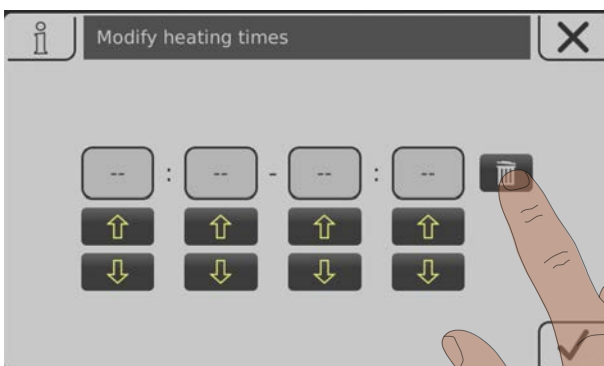 Modify heating times
-- : -- - -- : --